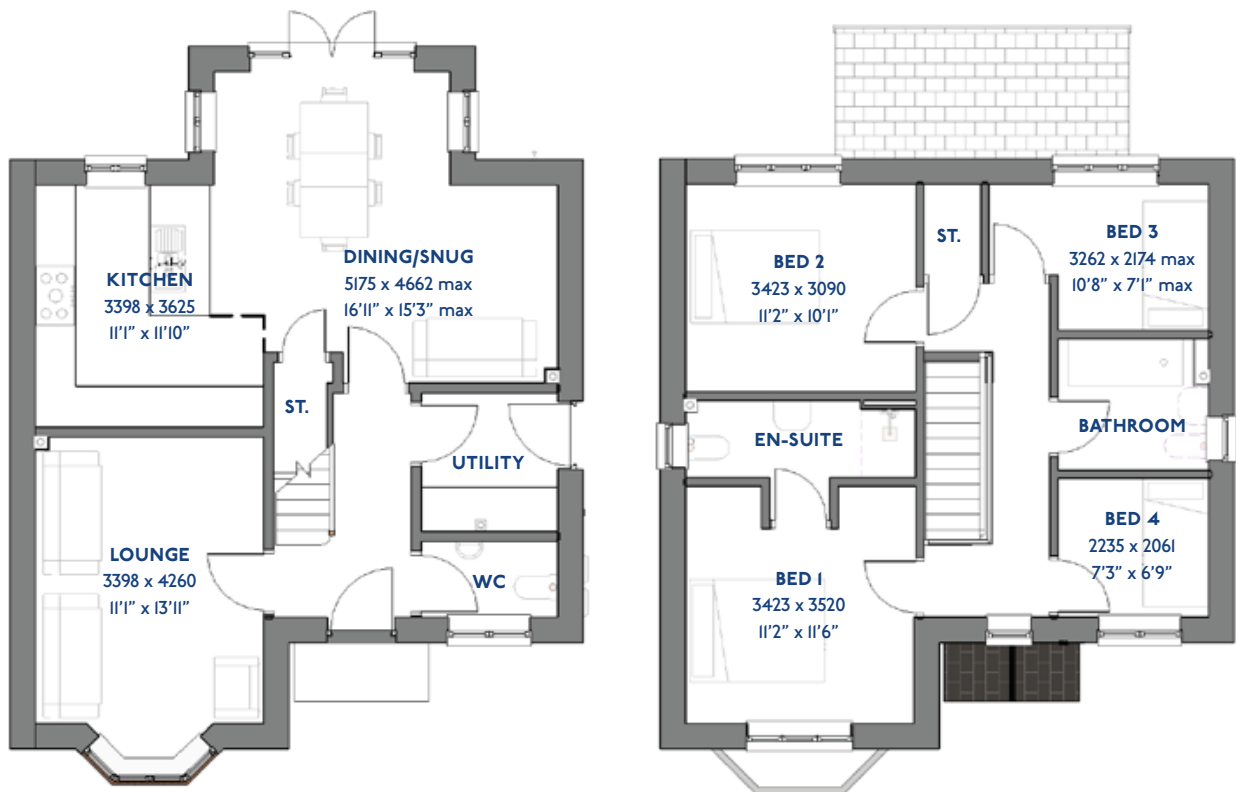 KITCHEN
3398 x 3625
11'1" x 11'10"
DINING/SNUG
5175 x 4662 max
16'11" x 15'3" max
ST.
UTILITY
LOUNGE
3398 x 4260
11'1" x 13'11"
WC
BED 2
3423 x 3090
11'2" x 10'1"
ST.
BED 3
3262 x 2174 max
10'8" x 7'1" max
EN-SUITE
BATHROOM
BED 1
3423 x 3520
11'2" x 11'6"
BED 4
2235 x 2061
7'3" x 6'9"